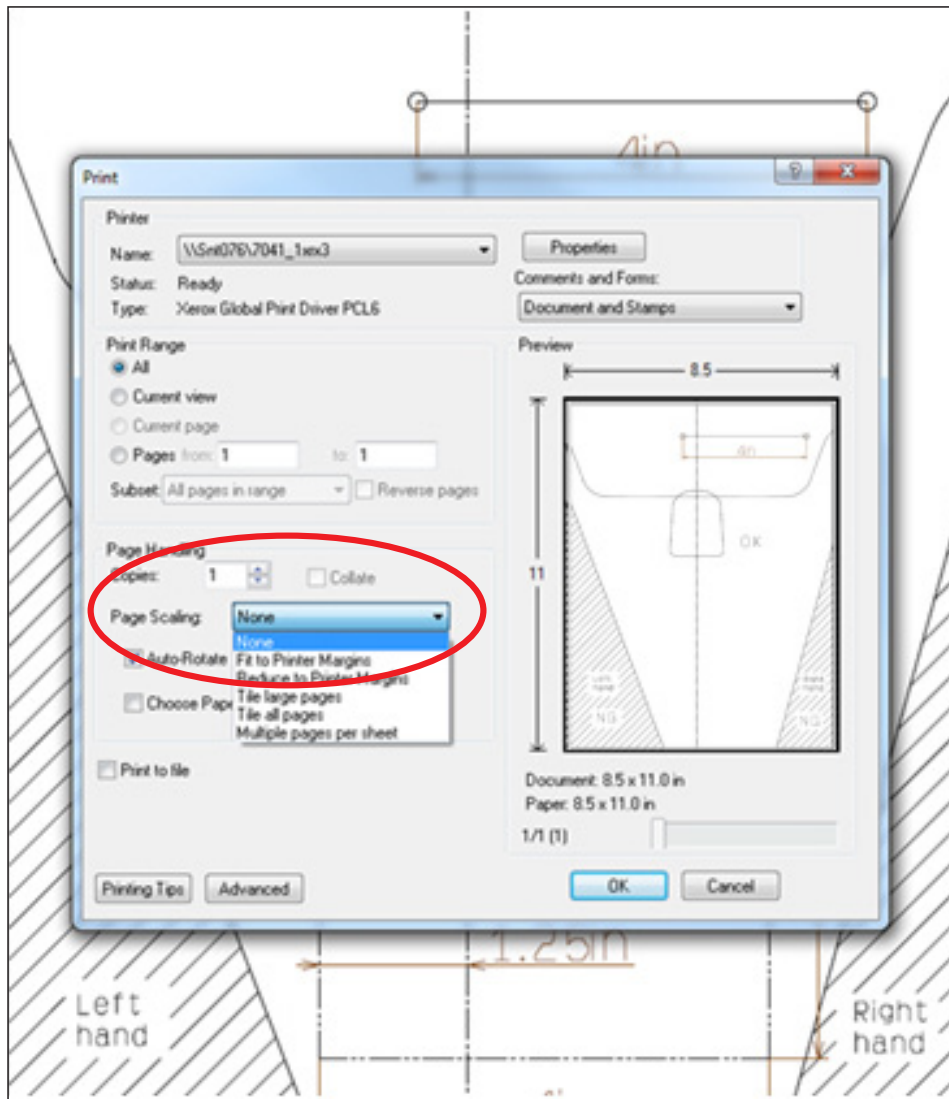 4in
Print
Printer
Name: \\Snt076\7041_1xrx3 Properties
Status: Ready Comments and Forms:
Type: Xerox Global Print Driver PCL6 Document and Stamps
Print Range Preview
All 8.5
Current view
Current page
Pages from: 1 to: 1
Subset: All pages in range Reverse pages
4in
OK
11
Page Handling
Copies: 1 Collate
Page Scaling: None
None
Auto-Rotate Fit to Printer Margins
Reduce to Printer Margins
Tile large pages
Choose Pape
Tile all pages
Multiple pages per sheet
Left hand
NG
Right hand
NG
Print to file
Document: 8.5 x 11.0 in
Paper: 8.5 x 11.0 in
1/1 (1)
Printing Tips Advanced OK Cancel
1.25in
Left
hand
Right
hand